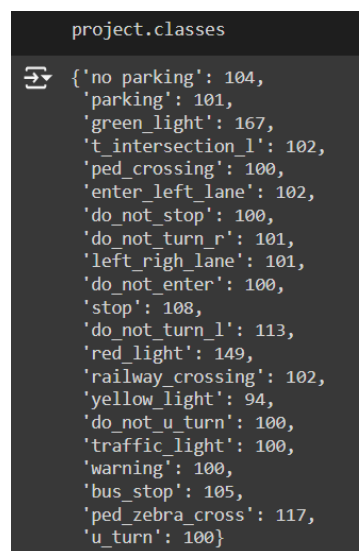 project.classes
{'no parking': 104,
'parking': 101,
'green_light': 167,
't_intersection_l': 102,
'ped_crossing': 100,
'enter_left_lane': 102,
'do_not_stop': 100,
'do_not_turn_r': 101,
'left_righ_lane': 101,
'do_not_enter': 100,
'stop': 108,
'do_not_turn_l': 113,
'red_light': 149,
'railway_crossing': 102,
'yellow_light': 94,
'do_not_u_turn': 100,
'traffic_light': 100,
'warning': 100,
'bus_stop': 105,
'ped_zebra_cross': 117,
'u_turn': 100}